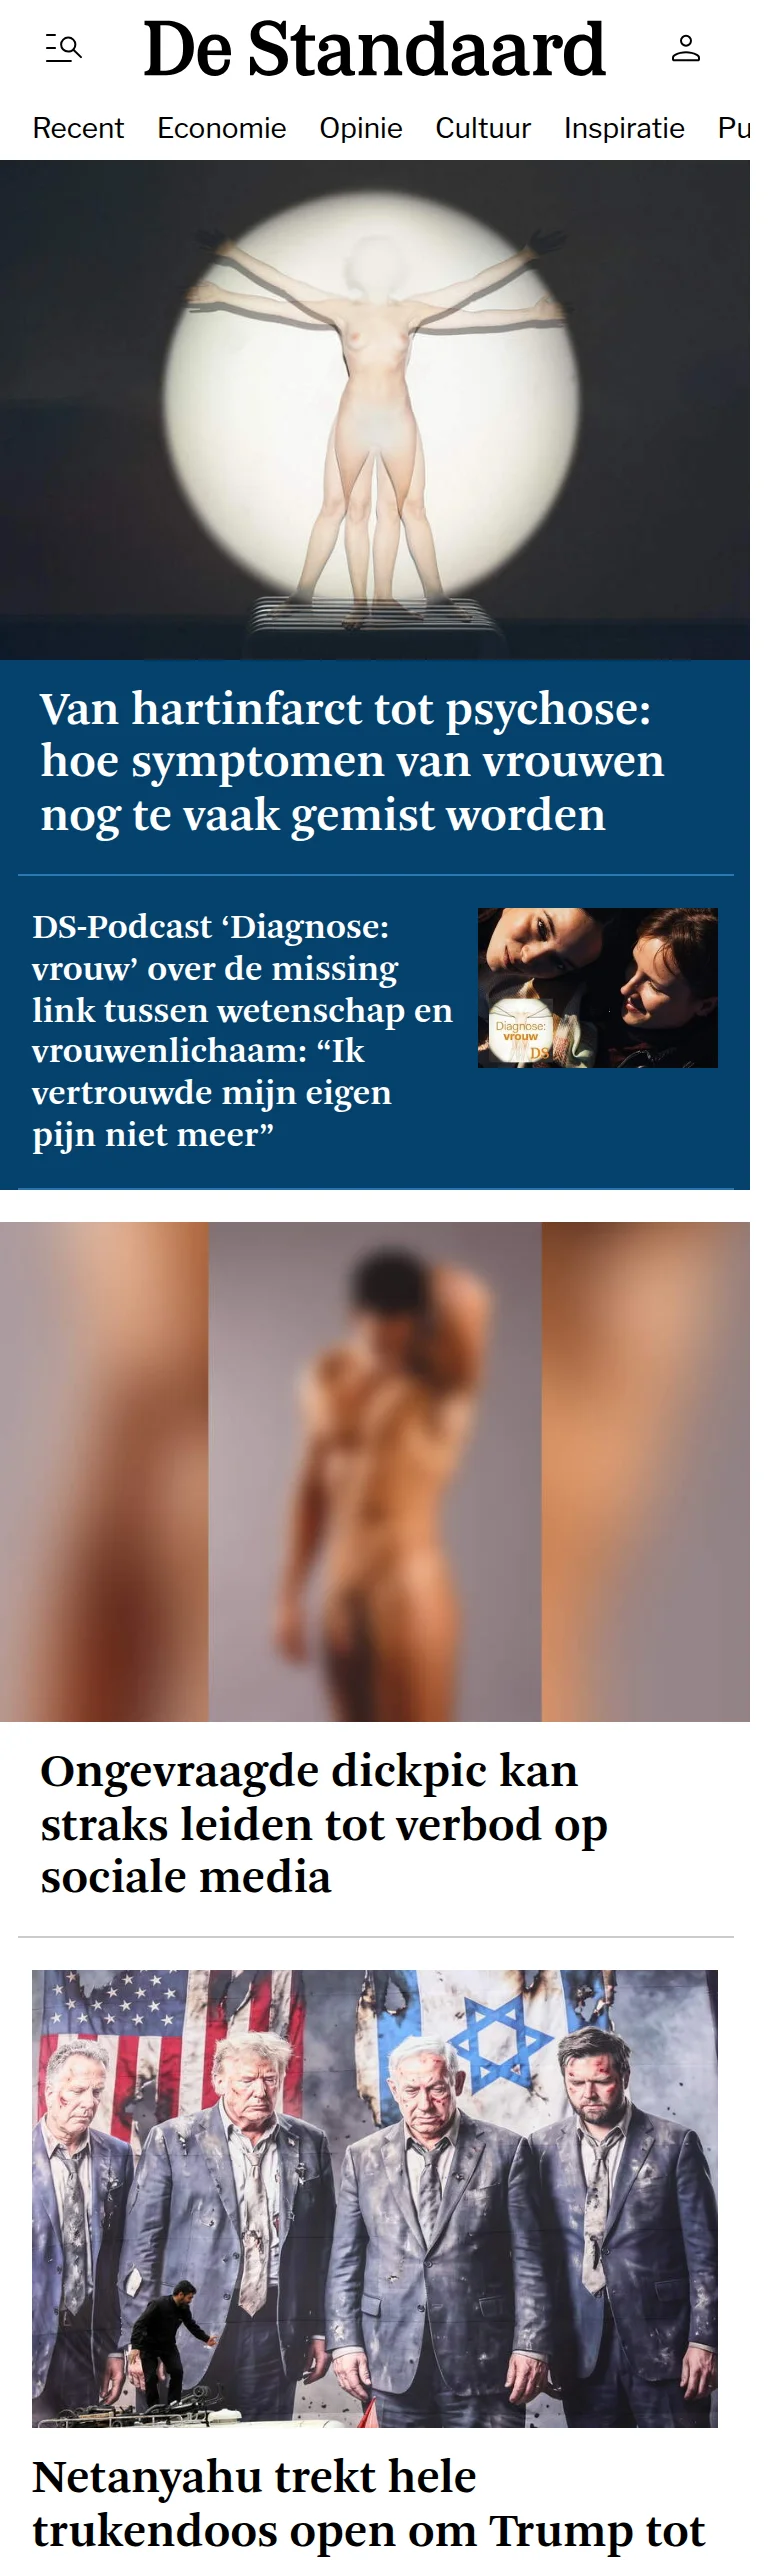 De Standaard
Recent Economie Opinie Cultuur Inspiratie Pu
Van hartinfarct tot psychose:
hoe symptomen van vrouwen
nog te vaak gemist worden
DS-Podcast ‘Diagnose:
vrouw’ over de missing
link tussen wetenschap en
vrouwenlichaam: “Ik
vertrouwde mijn eigen
pijn niet meer”
Diagnose:
vrouw
DS
Ongevraagde dickpic kan
straks leiden tot verbod op
sociale media
Netanyahu trekt hele
trukendoos open om Trump tot